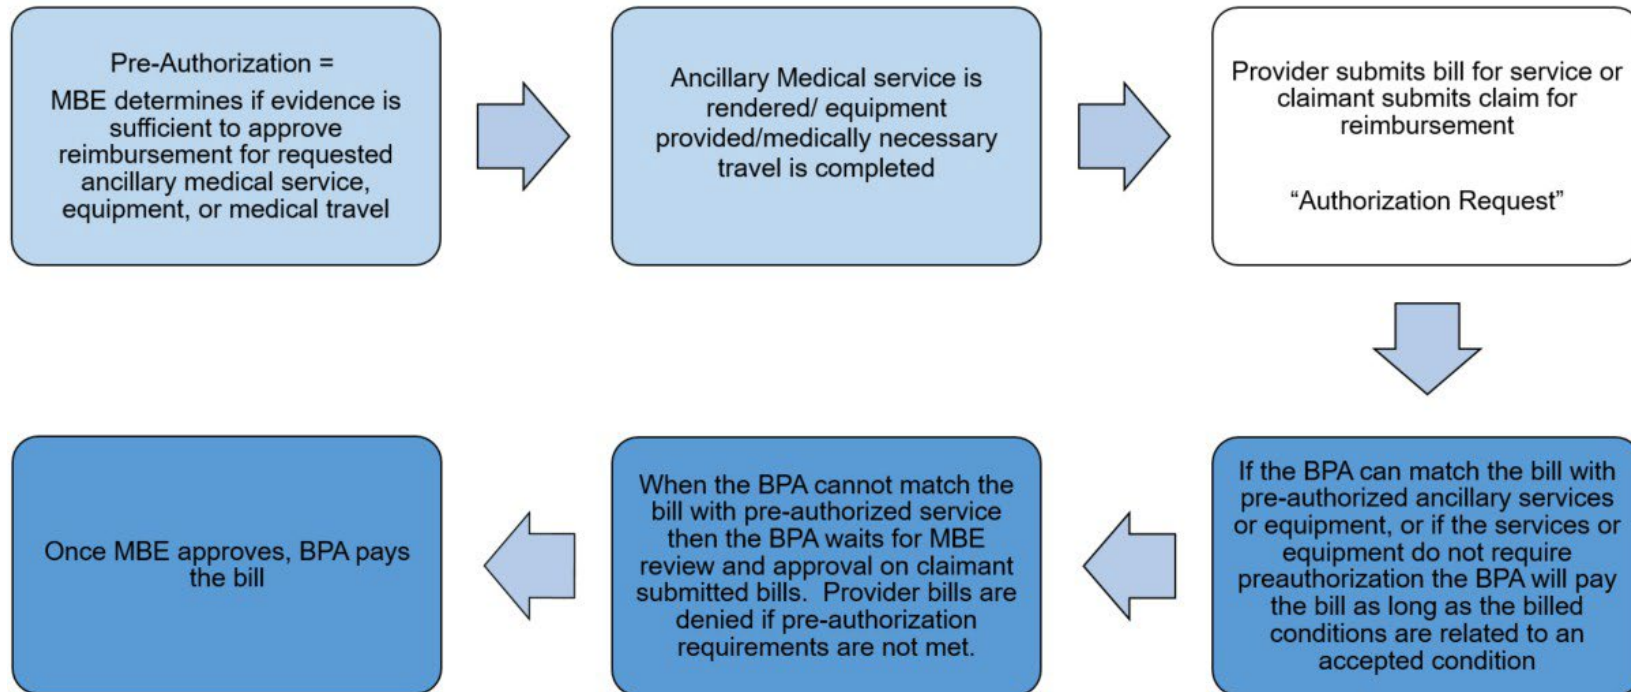 Pre-Authorization =
MBE determines if evidence is
sufficient to approve
reimbursement for requested
ancillary medical service,
equipment, or medical travel
Ancillary Medical service is
rendered/ equipment
provided/medically necessary
travel is completed
Provider submits bill for service or
claimant submits claim for
reimbursement
“Authorization Request”
If the BPA can match the bill with
pre-authorized ancillary services
or equipment, or if the services or
equipment do not require
preauthorization the BPA will pay
the bill as long as the billed
conditions are related to an
accepted condition
When the BPA cannot match the
bill with pre-authorized service
then the BPA waits for MBE
review and approval on claimant
submitted bills.  Provider bills are
denied if pre-authorization
requirements are not met.
Once MBE approves, BPA pays
the bill